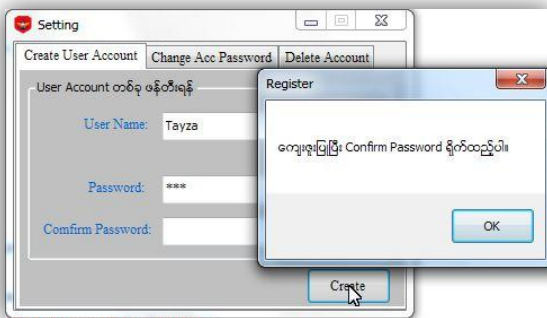 Setting
Create User Account
Change Acc Password
Delete Account
User Account တစ်ခု ဖန်တီးရန်
User Name:
Tayza
Password:
***
Comfirm Password:
Create
Register
ကျေးဇူးပြုပြီး Confirm Password ရိုက်ထည့်ပါ။
OK